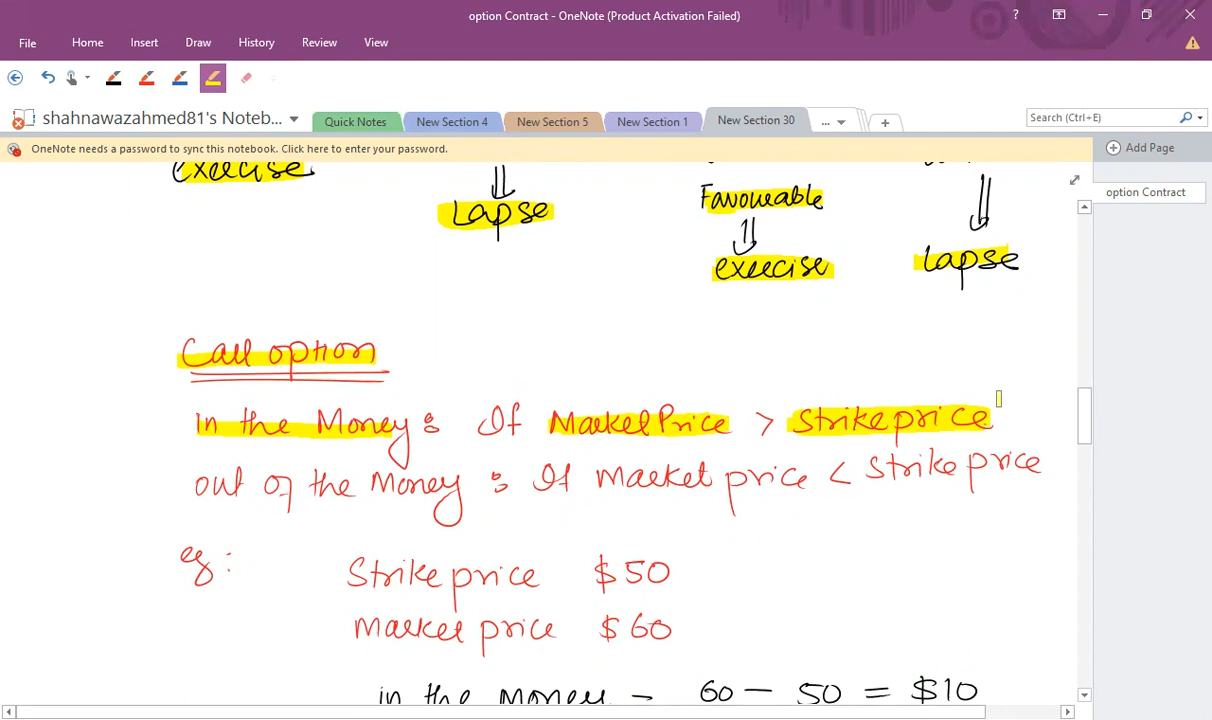 option Contract - OneNote (Product Activation Failed)
?
File Home Insert Draw History Review View
shahnawazahmed81's Noteb... Quick Notes New Section 4 New Section 5 New Section 1 New Section 30 ... Search (Ctrl+E)
OneNote needs a password to sync this notebook. Click here to enter your password.
Add Page
option Contract
exercise
Lapse
Favourable
exercise
Lapse
Call option
In the Money: If Market Price > Strike price
out of the Money: If Market price < Strike price
eg:
Strike price $50
Market price $60
in the money - 60 - 50 = $10